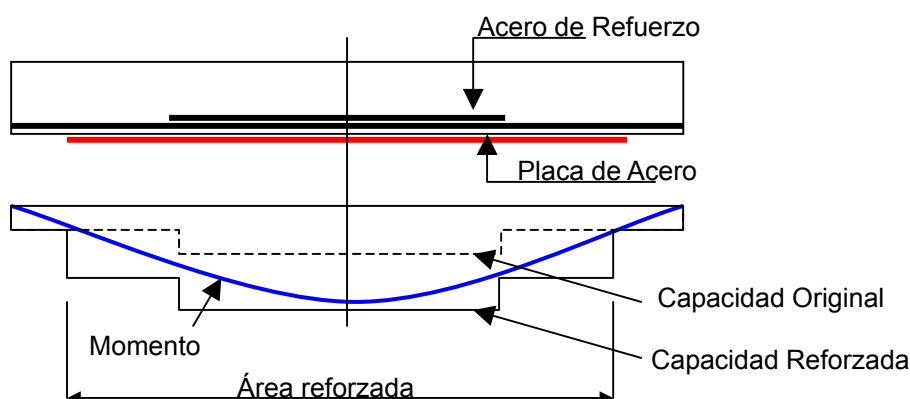 Acero de Refuerzo
Placa de Acero
Capacidad Original
Momento
Capacidad Reforzada
Área reforzada